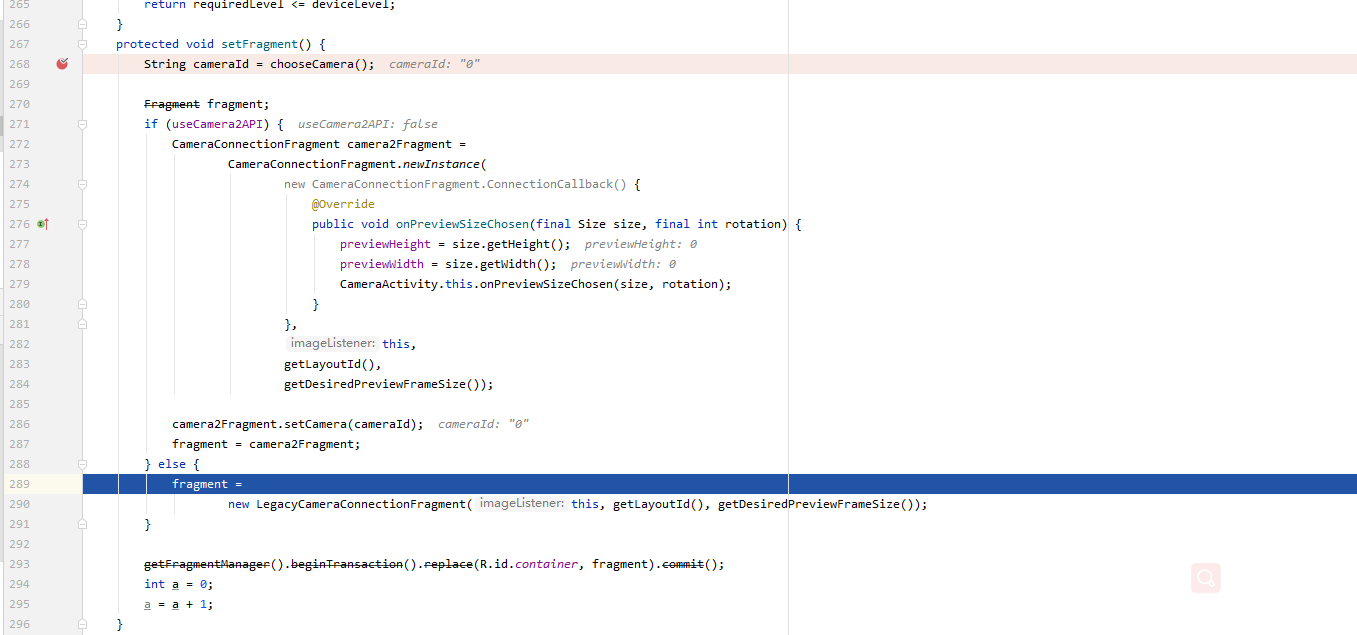 265 return requiredLevel <= deviceLevel;
266 }
267 protected void setFragment() {
268 String cameraId = chooseCamera(); cameraId: "0"
269
270 Fragment fragment;
271 if (useCamera2API) { useCamera2API: false
272 CameraConnectionFragment camera2Fragment =
273 CameraConnectionFragment.newInstance(
274 new CameraConnectionFragment.ConnectionCallback() {
275 @Override
276 public void onPreviewSizeChosen(final Size size, final int rotation) {
277 previewHeight = size.getHeight(); previewHeight: 0
278 previewWidth = size.getWidth(); previewWidth: 0
279 CameraActivity.this.onPreviewSizeChosen(size, rotation);
280 }
281 },
282 imageListener: this,
283 getLayoutId(),
284 getDesiredPreviewFrameSize());
285
286 camera2Fragment.setCamera(cameraId); cameraId: "0"
287 fragment = camera2Fragment;
288 } else {
289 fragment =
290 new LegacyCameraConnectionFragment( imageListener: this, getLayoutId(), getDesiredPreviewFrameSize());
291 }
292
293 getFragmentManager().beginTransaction().replace(R.id.container, fragment).commit();
294 int a = 0;
295 a = a + 1;
296 }